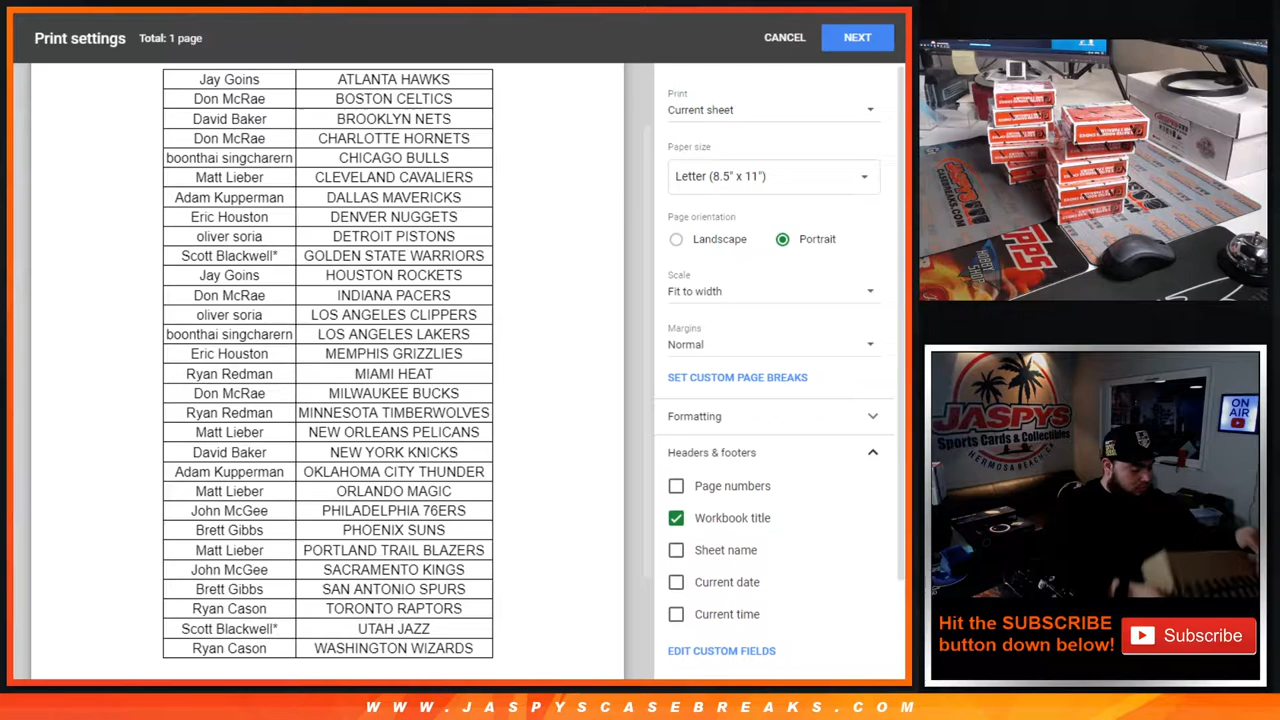 Print settings Total: 1 page CANCEL NEXT
Jay Goins ATLANTA HAWKS
Don McRae BOSTON CELTICS
David Baker BROOKLYN NETS
Don McRae CHARLOTTE HORNETS
boonthai singcharern CHICAGO BULLS
Matt Lieber CLEVELAND CAVALIERS
Adam Kupperman DALLAS MAVERICKS
Eric Houston DENVER NUGGETS
oliver soria DETROIT PISTONS
Scott Blackwell* GOLDEN STATE WARRIORS
Jay Goins HOUSTON ROCKETS
Don McRae INDIANA PACERS
oliver soria LOS ANGELES CLIPPERS
boonthai singcharern LOS ANGELES LAKERS
Eric Houston MEMPHIS GRIZZLIES
Ryan Redman MIAMI HEAT
Don McRae MILWAUKEE BUCKS
Ryan Redman MINNESOTA TIMBERWOLVES
Matt Lieber NEW ORLEANS PELICANS
David Baker NEW YORK KNICKS
Adam Kupperman OKLAHOMA CITY THUNDER
Matt Lieber ORLANDO MAGIC
John McGee PHILADELPHIA 76ERS
Brett Gibbs PHOENIX SUNS
Matt Lieber PORTLAND TRAIL BLAZERS
John McGee SACRAMENTO KINGS
Brett Gibbs SAN ANTONIO SPURS
Ryan Cason TORONTO RAPTORS
Scott Blackwell* UTAH JAZZ
Ryan Cason WASHINGTON WIZARDS
Print
Current sheet
Paper size
Letter (8.5" x 11")
Page orientation
Landscape Portrait
Scale
Fit to width
Margins
Normal
SET CUSTOM PAGE BREAKS
Formatting
Headers & footers
Page numbers
Workbook title
Sheet name
Current date
Current time
EDIT CUSTOM FIELDS
JASPYS
CASEBREAKS.COM
TOPPS
HOBBY
SHOP
JASPYS
Sports Cards & Collectibles
HERMOSA BEACH, CA
ON
AIR
Hit the SUBSCRIBE
button down below!
Subscribe
WWW.JASPYSCASEBREAKS.COM